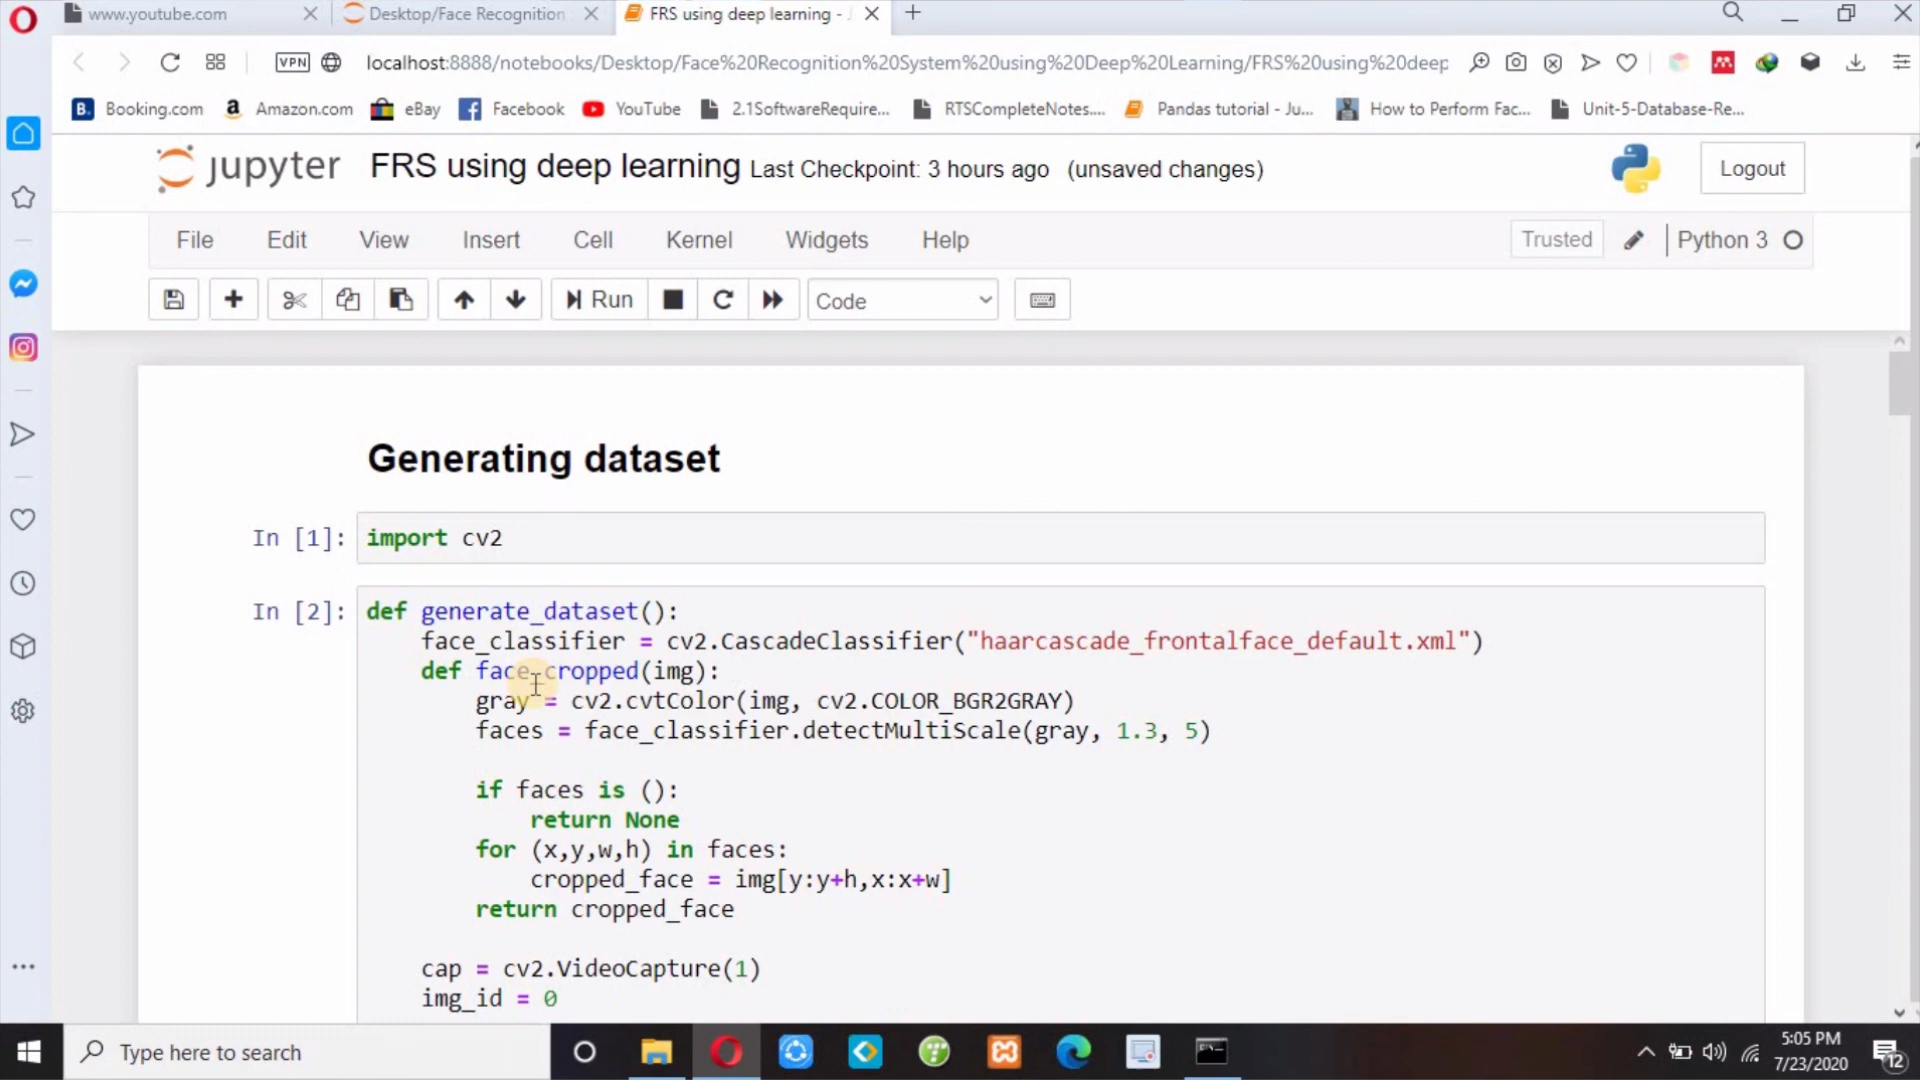 www.youtube.com
Desktop/Face Recognition
FRS using deep learning -
VPN
localhost:8888/notebooks/Desktop/Face%20Recognition%20System%20using%20Deep%20Learning/FRS%20using%20deep
Booking.com
Amazon.com
eBay
Facebook
YouTube
2.1SoftwareRequire...
RTSCompleteNotes....
Pandas tutorial - Ju...
How to Perform Fac...
Unit-5-Database-Re...
jupyter
FRS using deep learning Last Checkpoint: 3 hours ago (unsaved changes)
Logout
File
Edit
View
Insert
Cell
Kernel
Widgets
Help
Trusted
Python 3
Run
Code
Generating dataset
In [1]: import cv2
In [2]: def generate_dataset():
face_classifier = cv2.CascadeClassifier("haarcascade_frontalface_default.xml")
def face_cropped(img):
gray = cv2.cvtColor(img, cv2.COLOR_BGR2GRAY)
faces = face_classifier.detectMultiScale(gray, 1.3, 5)
if faces is ():
return None
for (x,y,w,h) in faces:
cropped_face = img[y:y+h,x:x+w]
return cropped_face
cap = cv2.VideoCapture(1)
img_id = 0
Type here to search
5:05 PM
7/23/2020
12